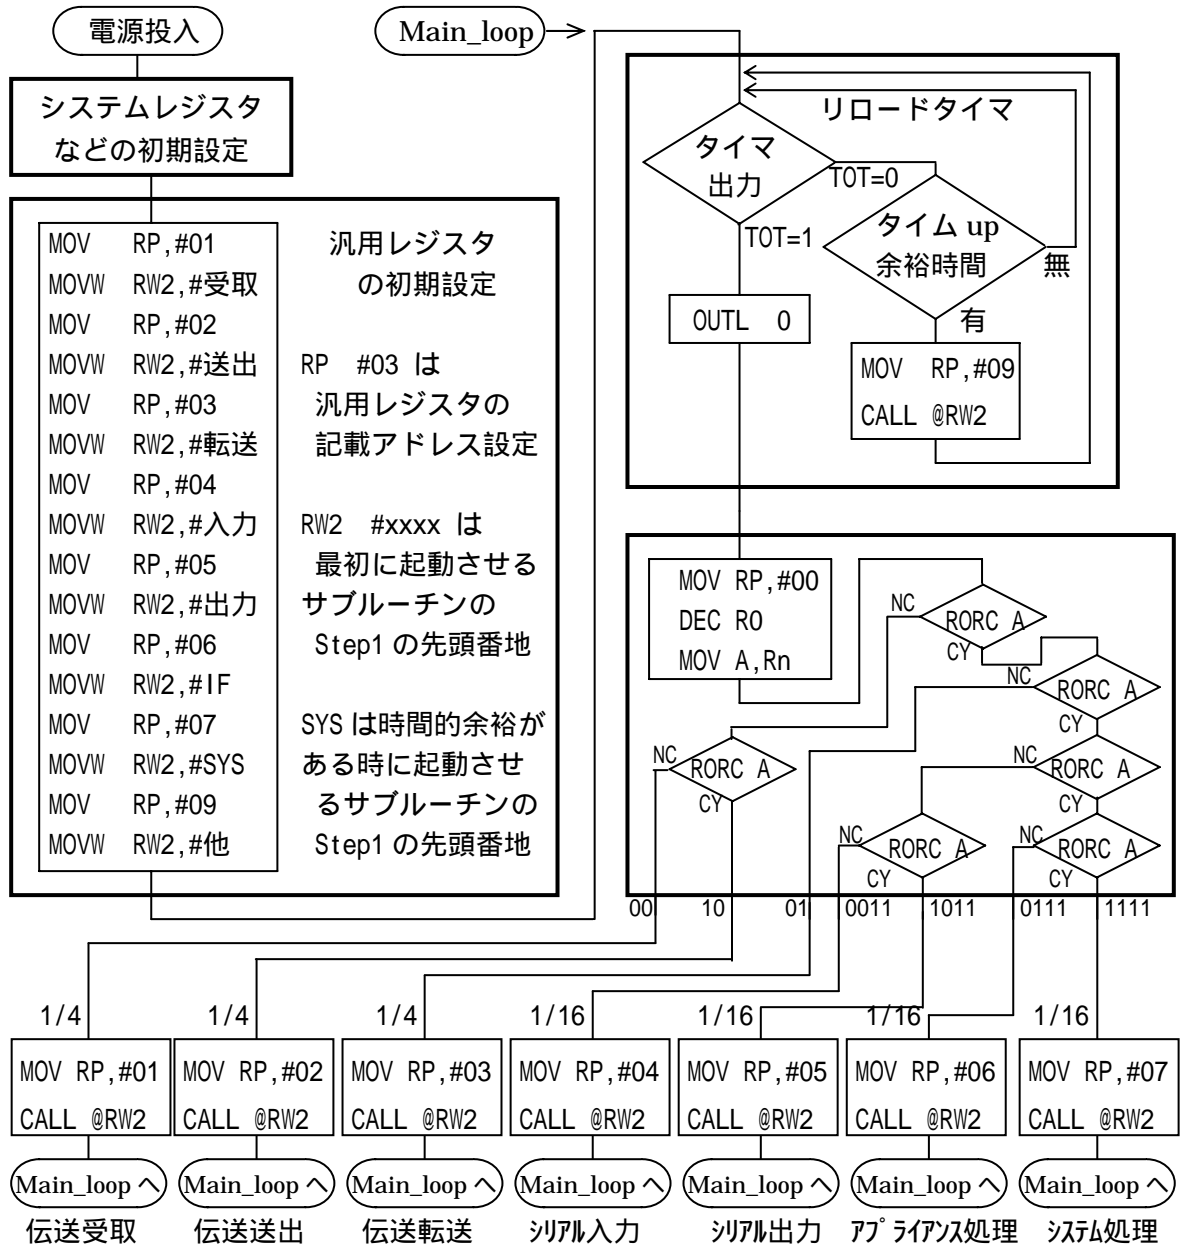 電源投入
Main_loop
システムレジスタ
などの初期設定
MOV RP,#01
MOVW RW2,#受取
MOV RP,#02
MOVW RW2,#送出
MOV RP,#03
MOVW RW2,#転送
MOV RP,#04
MOVW RW2,#入力
MOV RP,#05
MOVW RW2,#出力
MOV RP,#06
MOVW RW2,#IF
MOV RP,#07
MOVW RW2,#SYS
MOV RP,#09
MOVW RW2,#他
汎用レジスタ
の初期設定
RP #03 は
汎用レジスタの
記載アドレス設定
RW2 #xxxx は
最初に起動させる
サブルーチンの
Step1 の先頭番地
SYS は時間的余裕が
ある時に起動させ
るサブルーチンの
Step1 の先頭番地
リロードタイマ
タイマ
出力
TOT=0
TOT=1
タイム up
余裕時間
無
有
OUTL 0
MOV RP,#09
CALL @RW2
MOV RP,#00
DEC R0
MOV A,Rn
NC
RORC A
CY
NC
RORC A
CY
NC
RORC A
CY
NC
RORC A
CY
NC
RORC A
CY
NC
RORC A
CY
00
10
01
0011
1011
0111
1111
1/4
1/4
1/4
1/16
1/16
1/16
1/16
MOV RP,#01
CALL @RW2
MOV RP,#02
CALL @RW2
MOV RP,#03
CALL @RW2
MOV RP,#04
CALL @RW2
MOV RP,#05
CALL @RW2
MOV RP,#06
CALL @RW2
MOV RP,#07
CALL @RW2
Main_loop へ
Main_loop へ
Main_loop へ
Main_loop へ
Main_loop へ
Main_loop へ
Main_loop へ
伝送受取
伝送送出
伝送転送
ｼﾘｱﾙ入力
ｼﾘｱﾙ出力
ｱﾌﾟﾗｲｱﾝｽ処理
ｼｽﾃﾑ処理